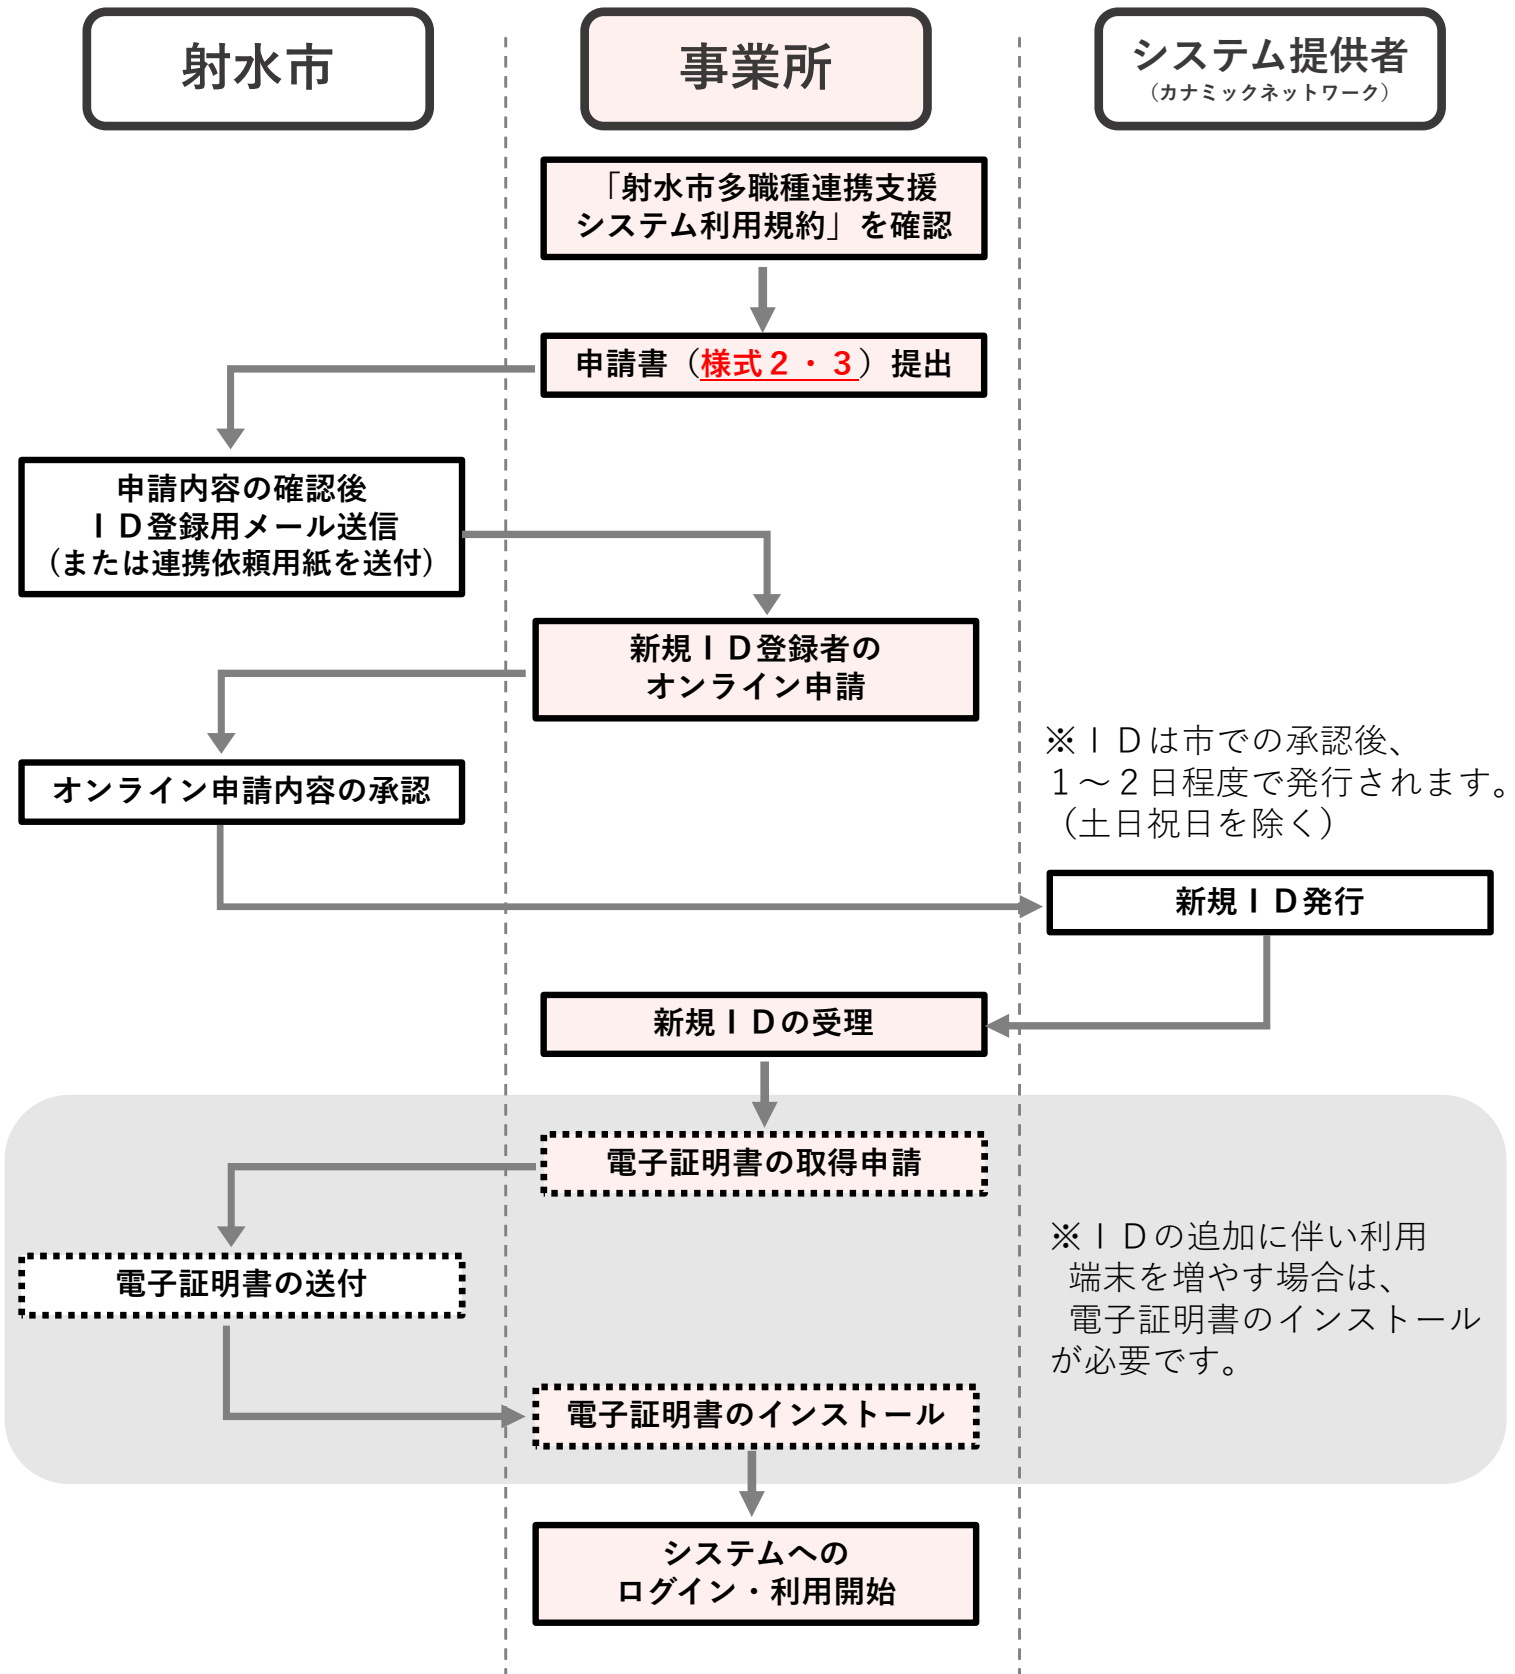 射水市
事業所
システム提供者
（カナミックネットワーク）
「射水市多職種連携支援
システム利用規約」を確認
申請書（様式２・３）提出
申請内容の確認後
ＩＤ登録用メール送信
（または連携依頼用紙を送付）
新規ＩＤ登録者の
オンライン申請
オンライン申請内容の承認
※ＩＤは市での承認後、
１～２日程度で発行されます。
（土日祝日を除く）
新規ＩＤ発行
新規ＩＤの受理
電子証明書の取得申請
電子証明書の送付
※ＩＤの追加に伴い利用
端末を増やす場合は、
電子証明書のインストール
が必要です。
電子証明書のインストール
システムへの
ログイン・利用開始